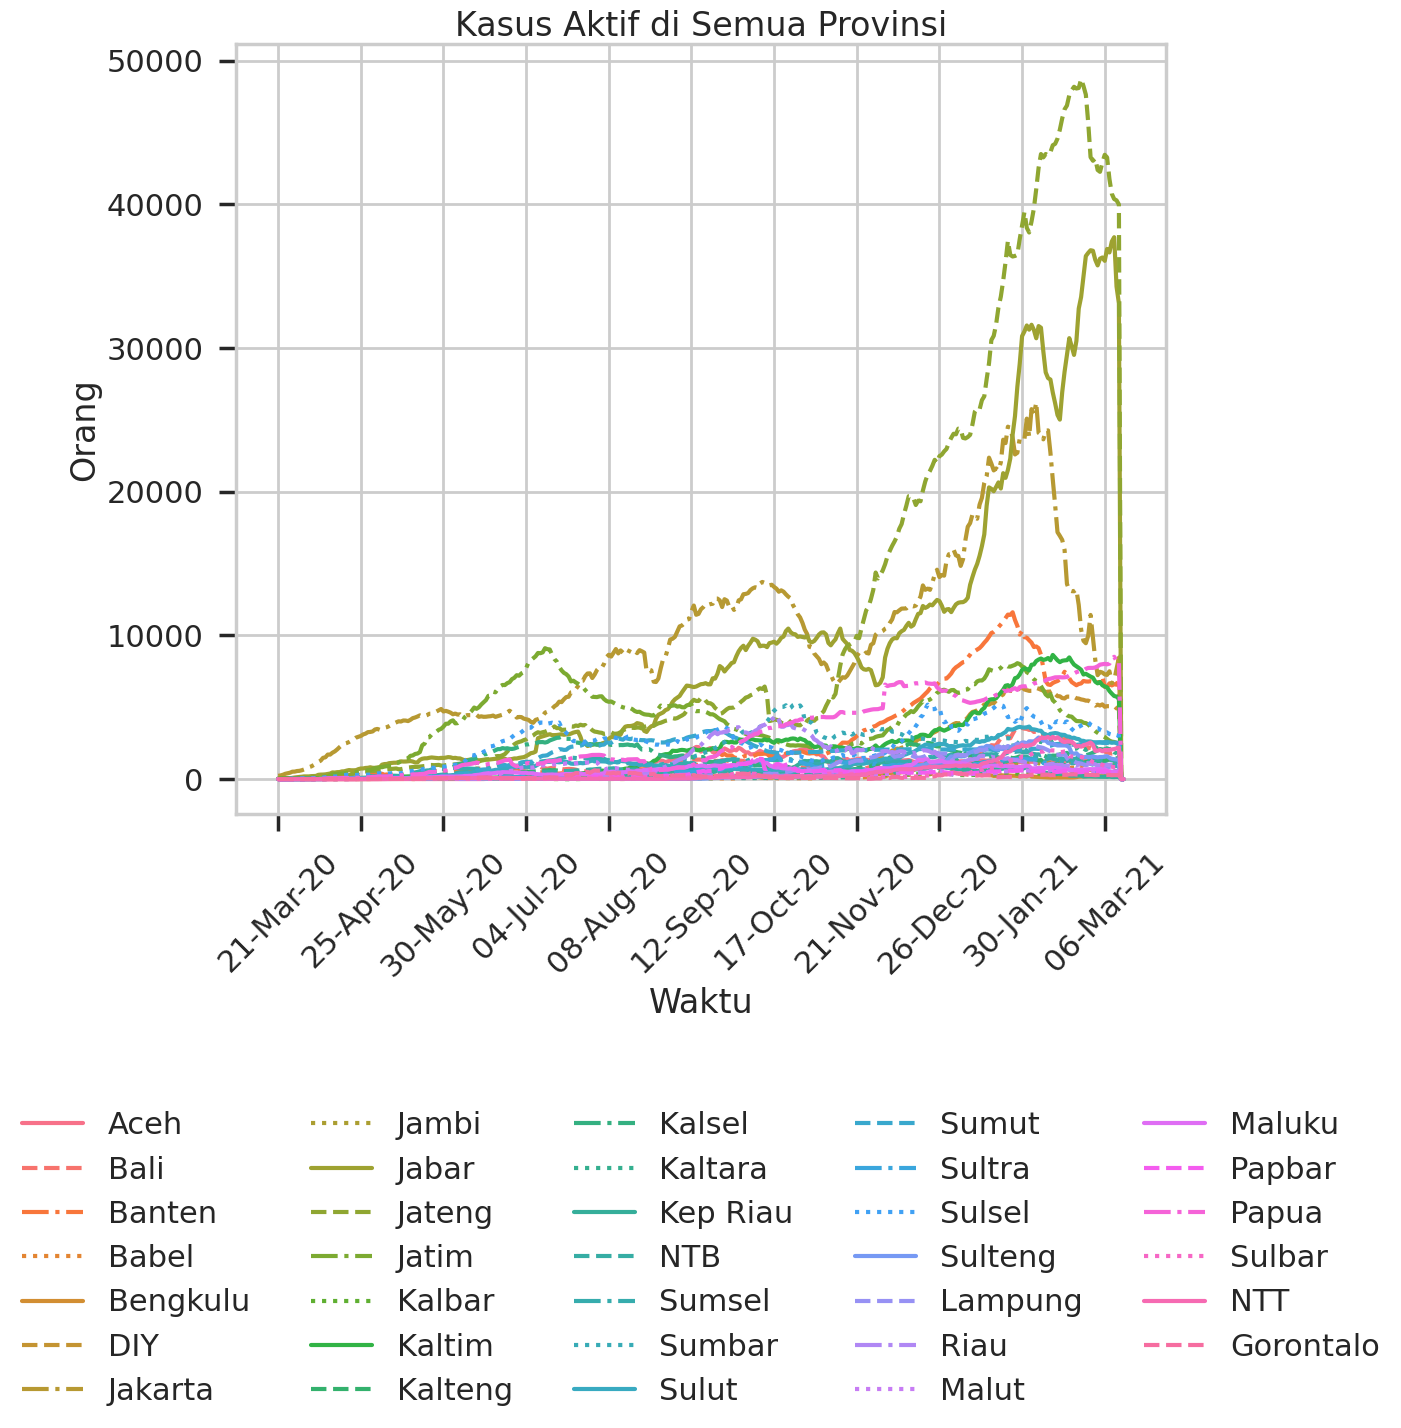 Kasus Aktif di Semua Provinsi
50000
40000
30000
20000
10000
0
Orang
21-Mar-20
25-Apr-20
30-May-20
04-Jul-20
08-Aug-20
12-Sep-20
17-Oct-20
21-Nov-20
26-Dec-20
30-Jan-21
06-Mar-21
Waktu
Aceh
Bali
Banten
Babel
Bengkulu
DIY
Jakarta
Jambi
Jabar
Jateng
Jatim
Kalbar
Kaltim
Kalteng
Kalsel
Kaltara
Kep Riau
NTB
Sumsel
Sumbar
Sulut
Sumut
Sultra
Sulsel
Sulteng
Lampung
Riau
Malut
Maluku
Papbar
Papua
Sulbar
NTT
Gorontalo